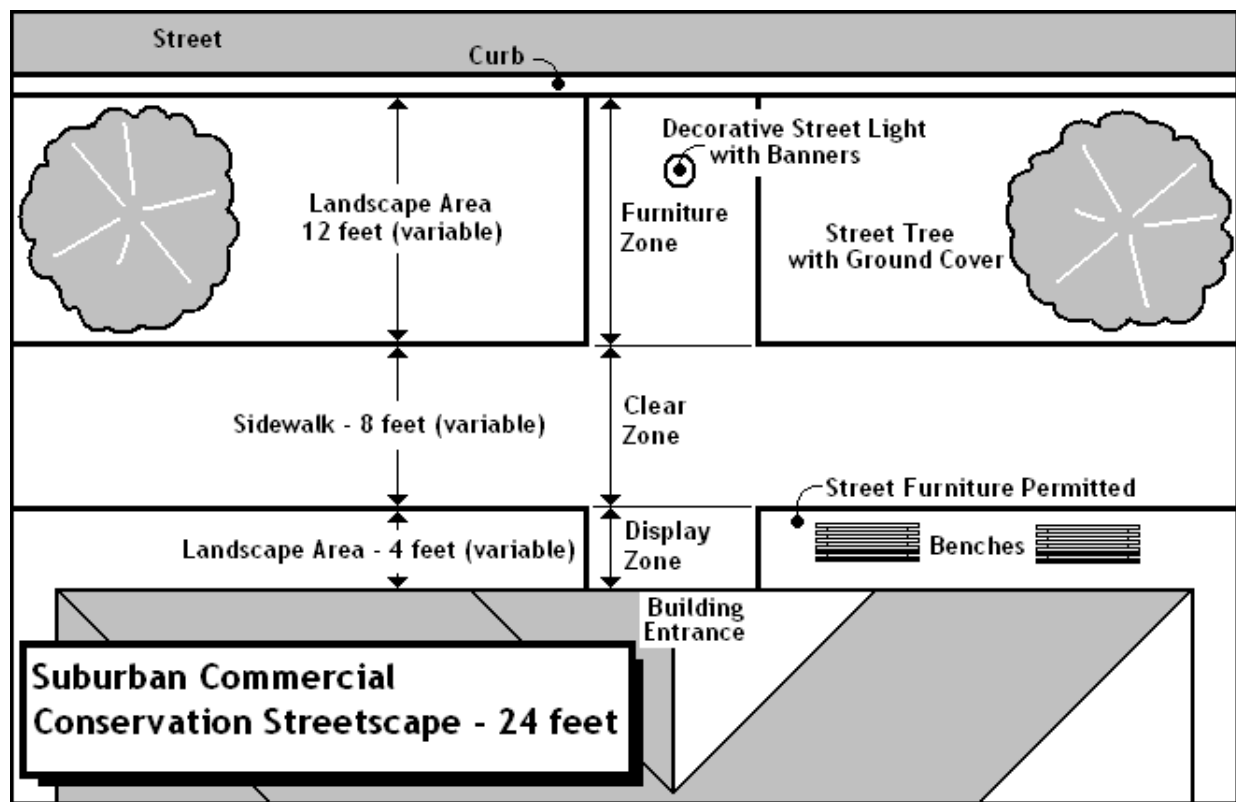 Street
Curb
Decorative Street Light
with Banners
Landscape Area
12 feet (variable)
Furniture
Zone
Street Tree
with Ground Cover
Sidewalk - 8 feet (variable)
Clear
Zone
Street Furniture Permitted
Landscape Area - 4 feet (variable)
Display
Zone
Benches
Building
Entrance
Suburban Commercial
Conservation Streetscape - 24 feet